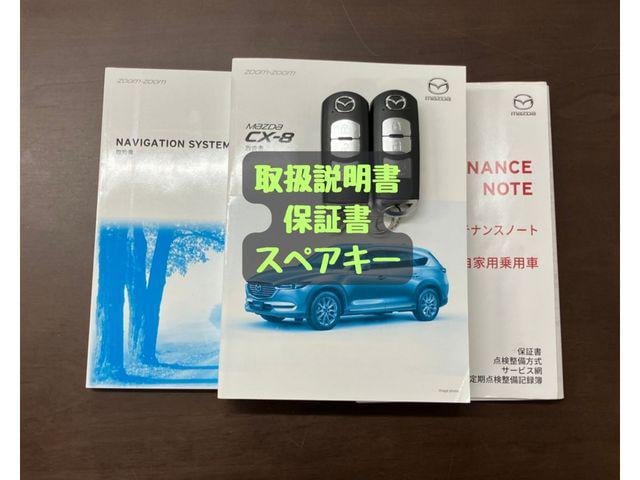 zoom-zoom
NAVIGATION SYSTEM
取扱書
zoom-zoom
mazda
MAZDA
CX-8
取扱書
取扱説明書
保証書
スペアキー
mazda
NANCE
NOTE
テナンスノート
自家用乗用車
保証書
点検整備方式
サービス網
定期点検整備記録簿